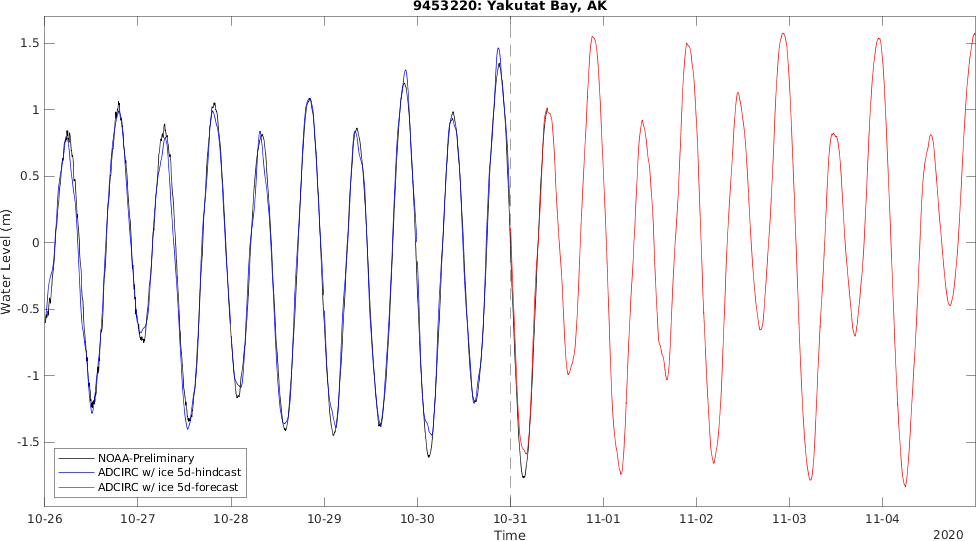 9453220: Yakutat Bay, AK
1.5
1
0.5
0
-0.5
-1
-1.5
Water Level (m)
NOAA-Preliminary
ADCIRC w/ ice 5d-hindcast
ADCIRC w/ ice 5d-forecast
10-26 10-27 10-28 10-29 10-30 10-31 11-01 11-02 11-03 11-04
Time
2020